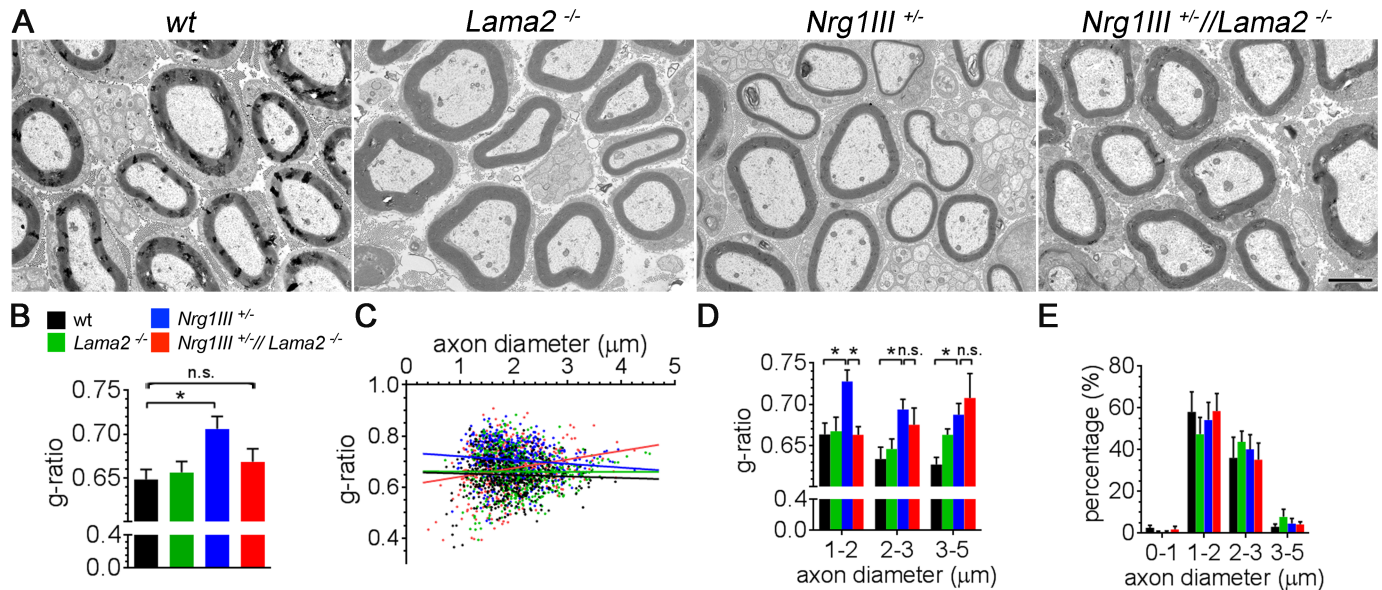 A wt Lama2 -/- Nrg1III +/- Nrg1III +/-//Lama2 -/-
B
wt Nrg1III +/-
Lama2 -/- Nrg1III +/-// Lama2 -/-
n.s.
*
0.75
0.70
0.65
0.4
0.0
g-ratio
C
axon diameter (μm)
0 1 2 3 4 5
1.0
0.8
0.6
0.4
g-ratio
D
* * * n.s. * n.s.
0.75
0.70
0.65
0.4
0.0
g-ratio
1-2 2-3 3-5
axon diameter (μm)
E
80
60
40
20
0
percentage (%)
0-1 1-2 2-3 3-5
axon diameter (μm)